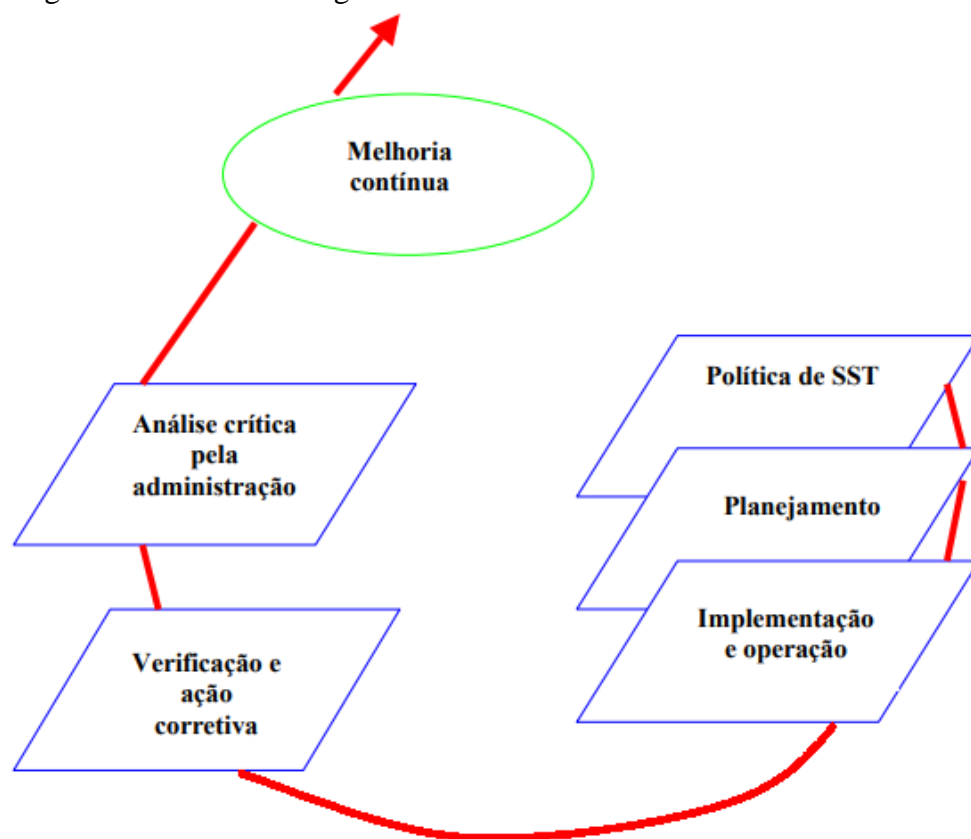 Melhoria
contínua
Política de SST
Análise crítica
pela
administração
Planejamento
Implementação
e operação
Verificação e
ação
corretiva